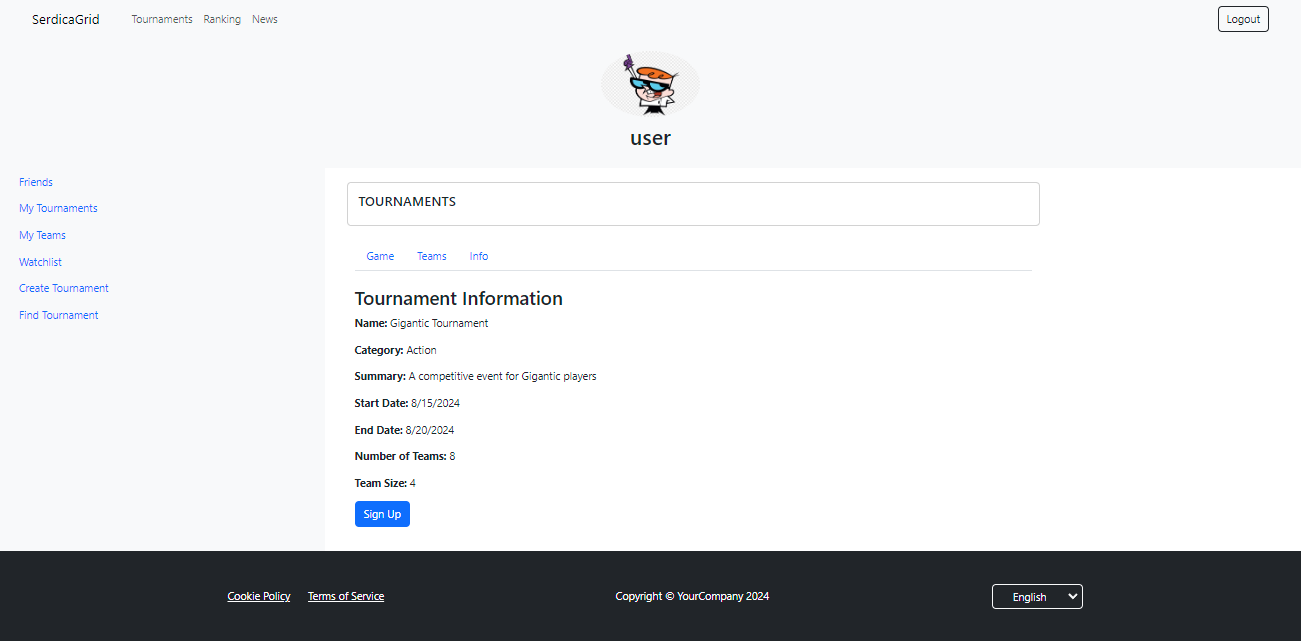 SerdicaGrid Tournaments Ranking News Logout
user
Friends
My Tournaments
My Teams
Watchlist
Create Tournament
Find Tournament
TOURNAMENTS
Game Teams Info
Tournament Information
Name: Gigantic Tournament
Category: Action
Summary: A competitive event for Gigantic players
Start Date: 8/15/2024
End Date: 8/20/2024
Number of Teams: 8
Team Size: 4
Sign Up
Cookie Policy Terms of Service Copyright © YourCompany 2024 English